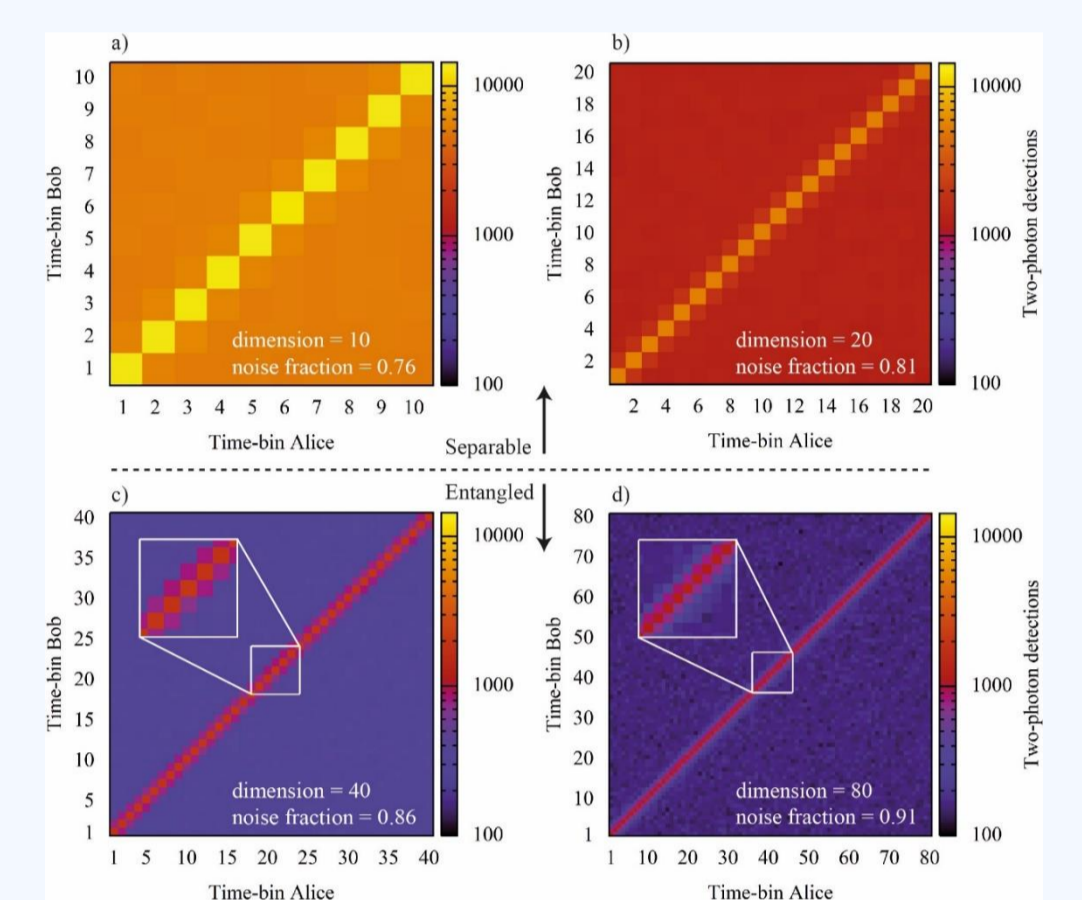 a)
Time-bin Bob
10
9
8
7
6
5
4
3
2
1
1 2 3 4 5 6 7 8 9 10
Time-bin Alice
dimension = 10
noise fraction = 0.76
10000
1000
100
b)
Time-bin Bob
20
18
16
14
12
10
8
6
4
2
2 4 6 8 10 12 14 16 18 20
Time-bin Alice
dimension = 20
noise fraction = 0.81
10000
1000
100
Two-photon detections
Separable
Entangled
c)
Time-bin Bob
40
35
30
25
20
15
10
5
1
1 5 10 15 20 25 30 35 40
Time-bin Alice
dimension = 40
noise fraction = 0.86
10000
1000
100
d)
Time-bin Bob
80
70
60
50
40
30
20
10
1
1 10 20 30 40 50 60 70 80
Time-bin Alice
dimension = 80
noise fraction = 0.91
10000
1000
100
Two-photon detections